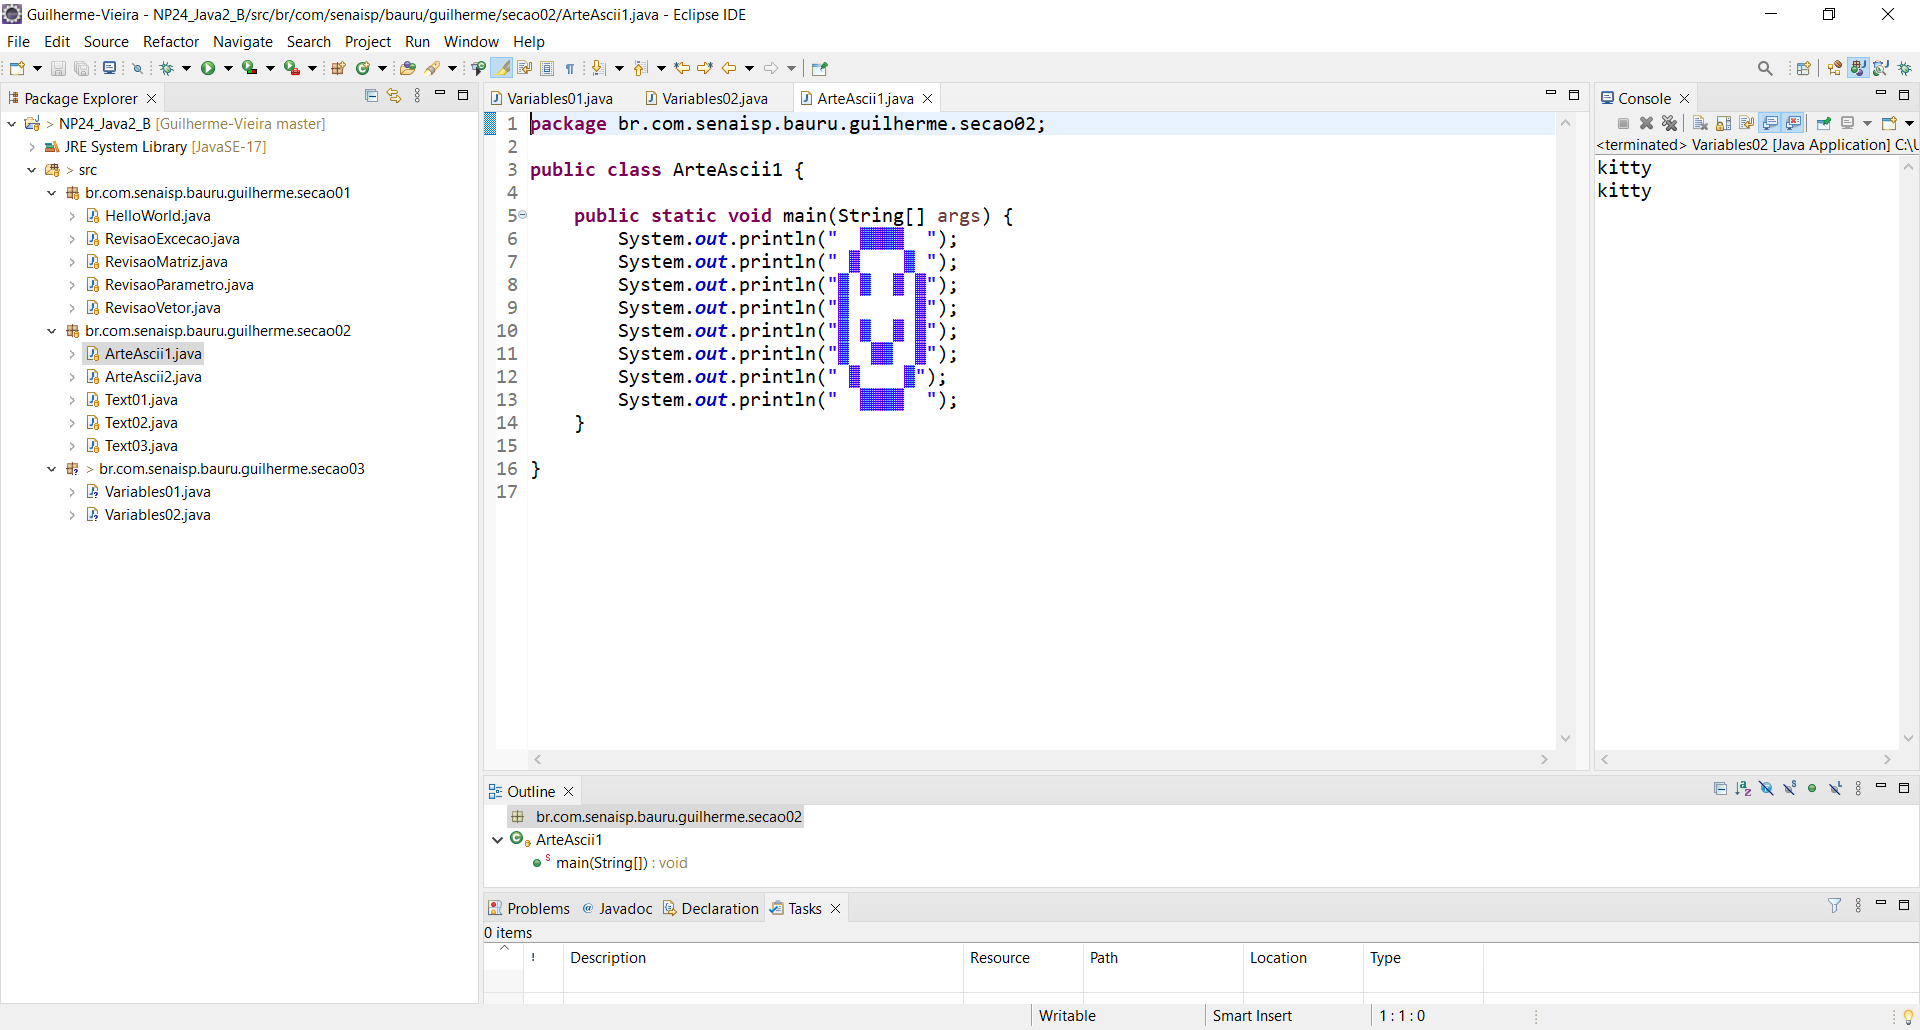 Guilherme-Vieira - NP24_Java2_B/src/br/com/senaisp/bauru/guilherme/secao02/ArteAscii1.java - Eclipse IDE
File Edit Source Refactor Navigate Search Project Run Window Help
Package Explorer
> NP24_Java2_B [Guilherme-Vieira master]
JRE System Library [JavaSE-17]
> src
br.com.senaisp.bauru.guilherme.secao01
HelloWorld.java
RevisaoExcecao.java
RevisaoMatriz.java
RevisaoParametro.java
RevisaoVetor.java
br.com.senaisp.bauru.guilherme.secao02
ArteAscii1.java
ArteAscii2.java
Text01.java
Text02.java
Text03.java
> br.com.senaisp.bauru.guilherme.secao03
Variables01.java
Variables02.java
Variables01.java Variables02.java ArteAscii1.java
1 package br.com.senaisp.bauru.guilherme.secao02;
2
3 public class ArteAscii1 {
4
5 public static void main(String[] args) {
6 System.out.println("  ▓▓▓▓  ");
7 System.out.println(" ▓    ▓ ");
8 System.out.println("▓ ▓  ▓ ▓");
9 System.out.println("▓      ▓");
10 System.out.println("▓ ▓  ▓ ▓");
11 System.out.println("▓  ▓▓  ▓");
12 System.out.println(" ▓    ▓");
13 System.out.println("  ▓▓▓▓  ");
14 }
15
16 }
17
Console
<terminated> Variables02 [Java Application] C:\U
kitty
kitty
Outline
br.com.senaisp.bauru.guilherme.secao02
ArteAscii1
main(String[]) : void
Problems @ Javadoc Declaration Tasks
0 items
! Description Resource Path Location Type
Writable Smart Insert 1 : 1 : 0